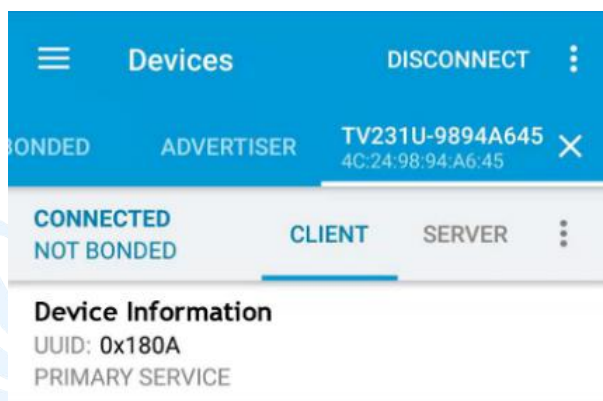 Devices DISCONNECT
BONDED ADVERTISER TV231U-9894A645
4C:24:98:94:A6:45
CONNECTED
NOT BONDED CLIENT SERVER
Device Information
UUID: 0x180A
PRIMARY SERVICE